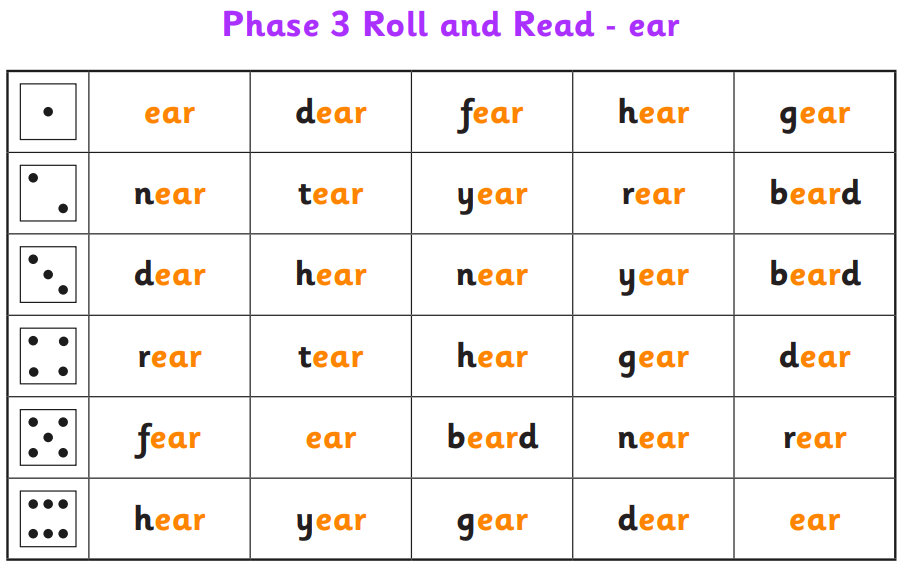 Phase 3 Roll and Read - ear
ear dear fear hear gear
near tear year rear beard
dear hear near year beard
rear tear hear gear dear
fear ear beard near rear
hear year gear dear ear